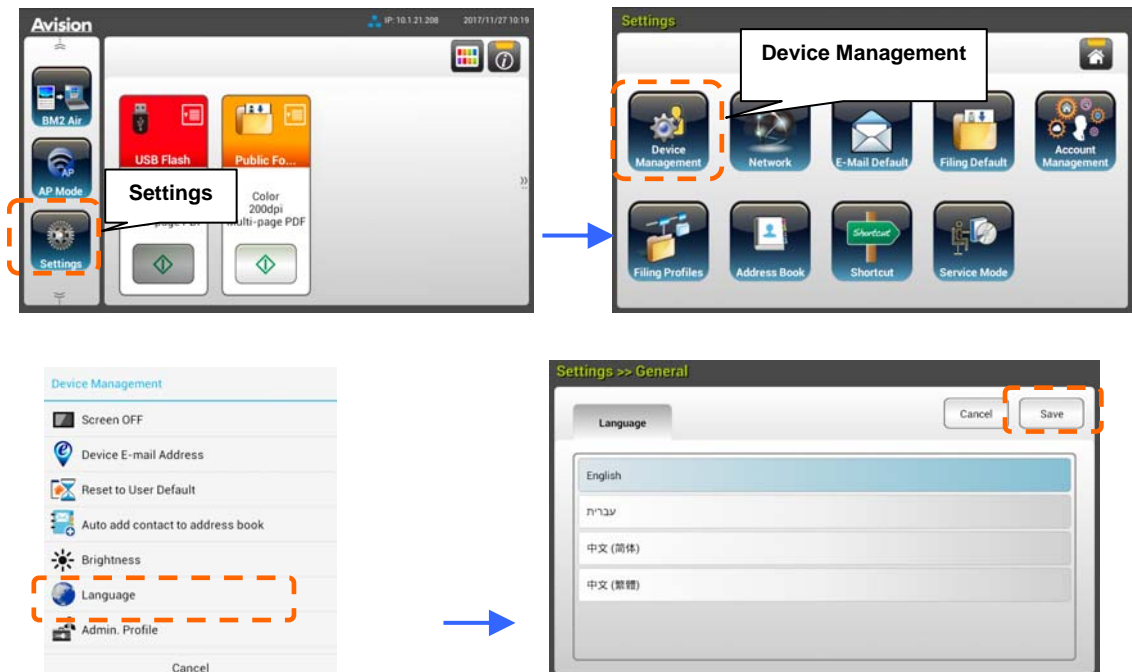 Avision
IP: 10.1.21.208 2017/11/27 10:19
BM2 Air
AP Mode
Settings
USB Flash
Public Fo...
Color
200dpi
Multi-page PDF
Settings
Settings
Device Management
Device
Management
Network
E-Mail Default
Filing Default
Account
Management
Filing Profiles
Address Book
Shortcut
Shortcut
Service Mode
Device Management
Screen OFF
Device E-mail Address
Reset to User Default
Auto add contact to address book
Brightness
Language
Admin. Profile
Cancel
Settings >> General
Language
Cancel
Save
English
עברית
中文 (简体)
中文 (繁體)